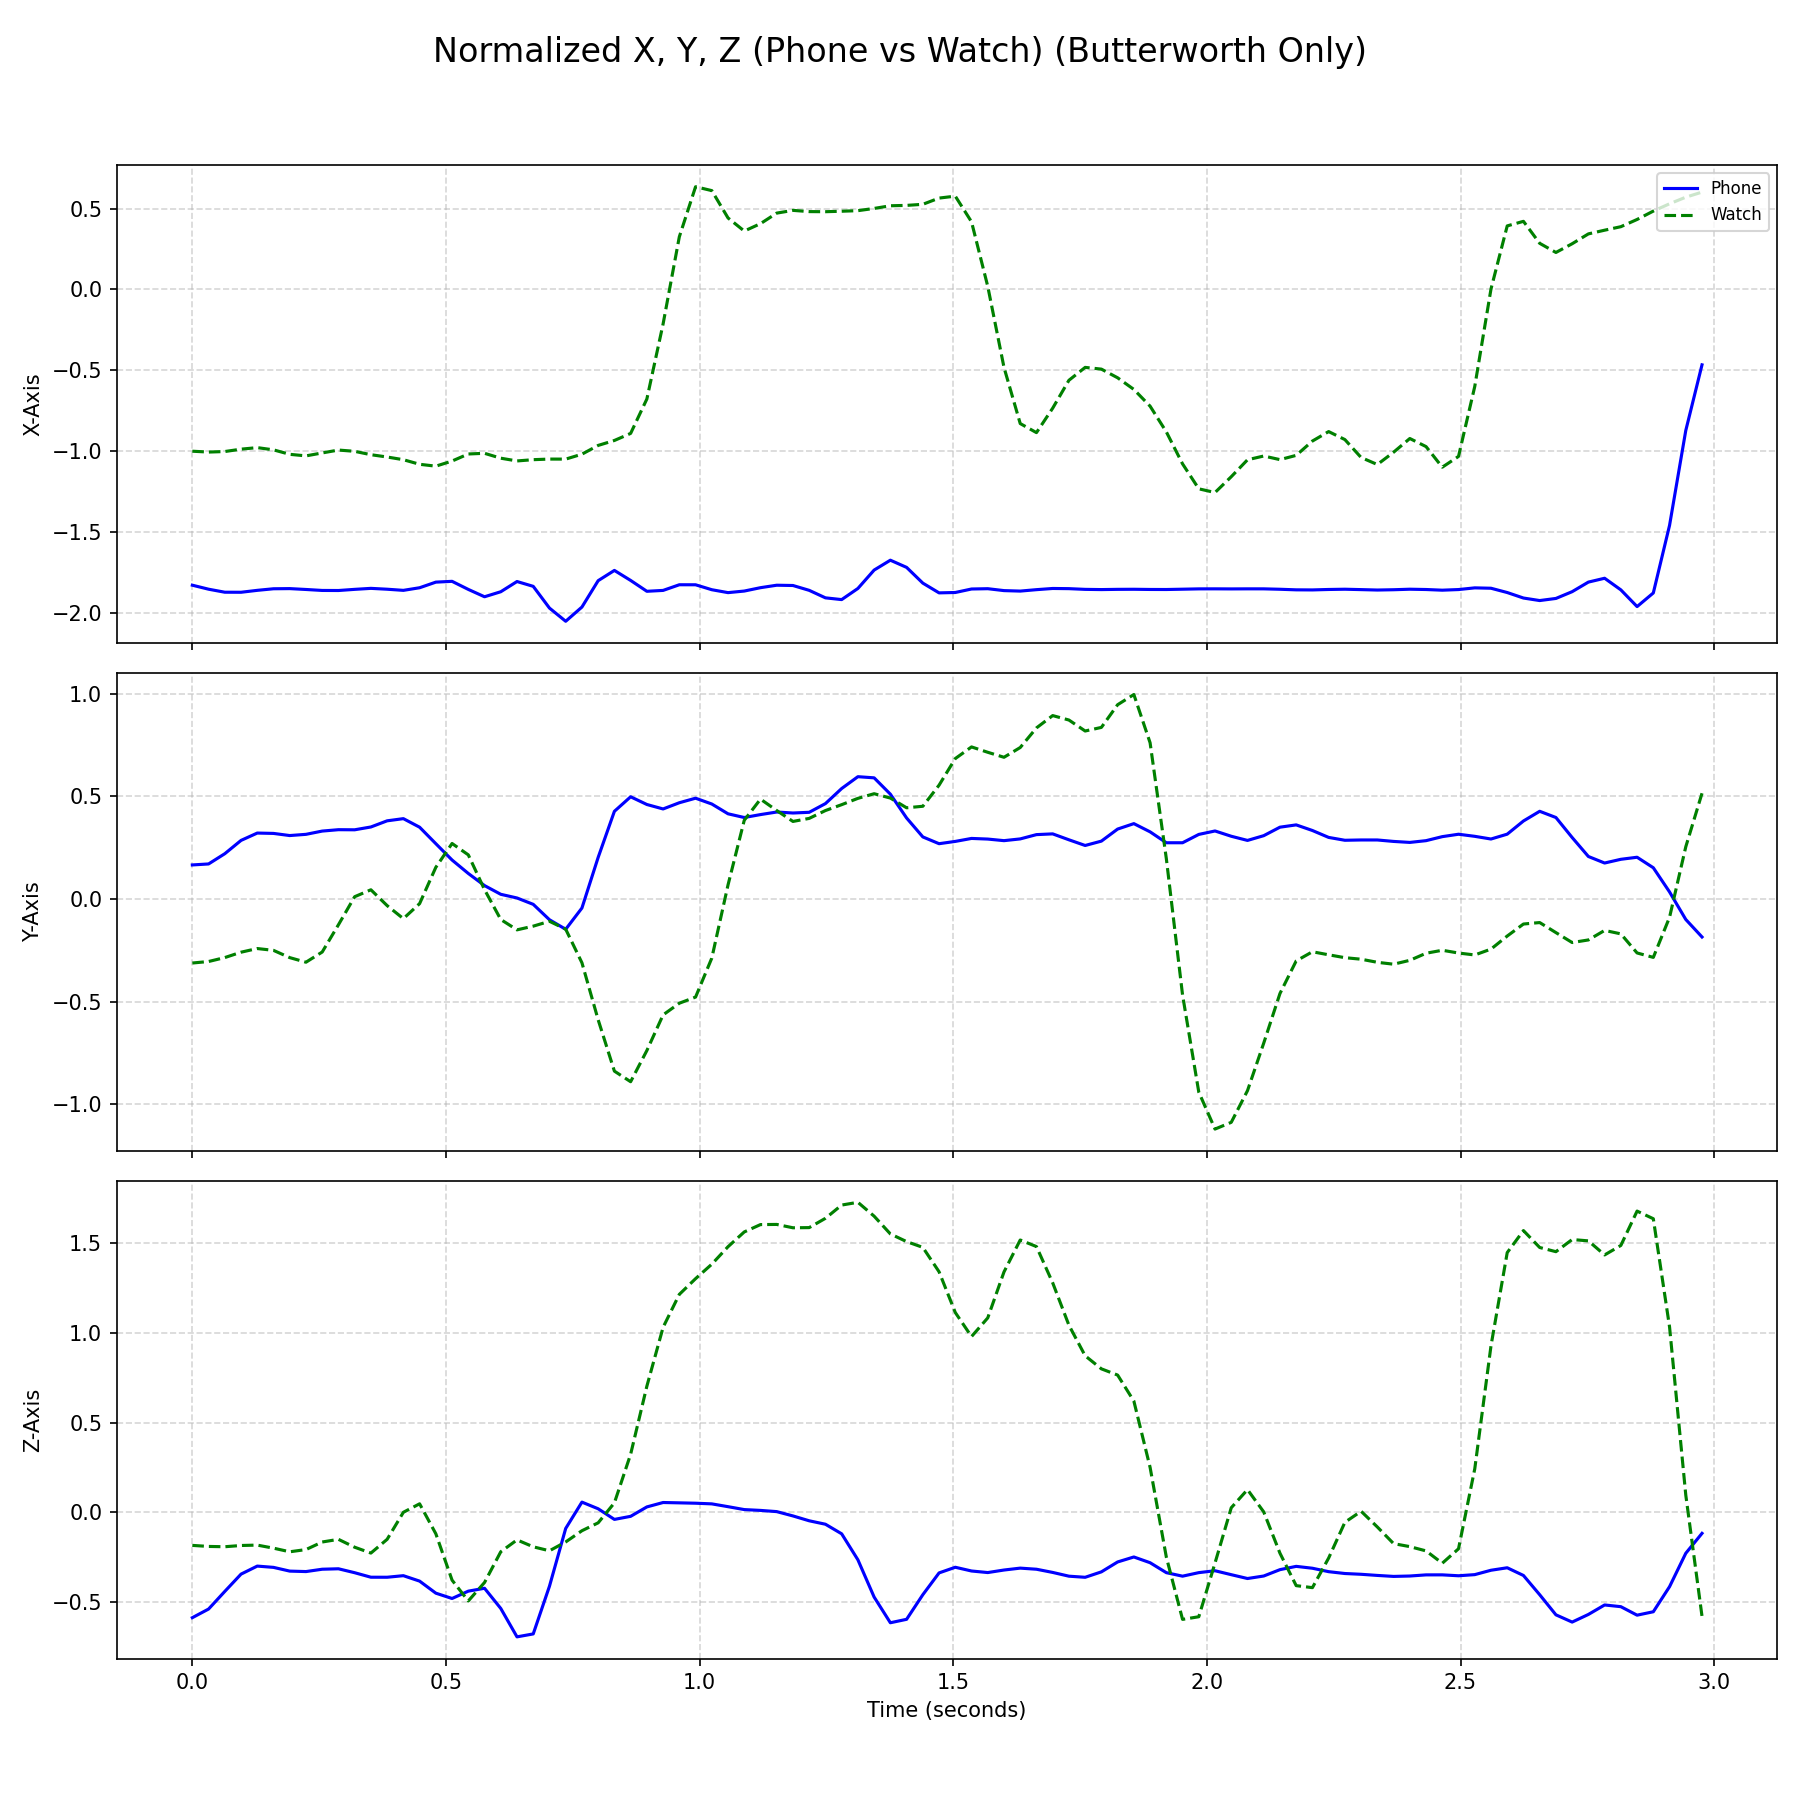 Normalized X, Y, Z (Phone vs Watch) (Butterworth Only)
Phone
Watch
0.5
0.0
−0.5
−1.0
−1.5
−2.0
X-Axis
1.0
0.5
0.0
−0.5
−1.0
Y-Axis
1.5
1.0
0.5
0.0
−0.5
Z-Axis
0.0 0.5 1.0 1.5 2.0 2.5 3.0
Time (seconds)